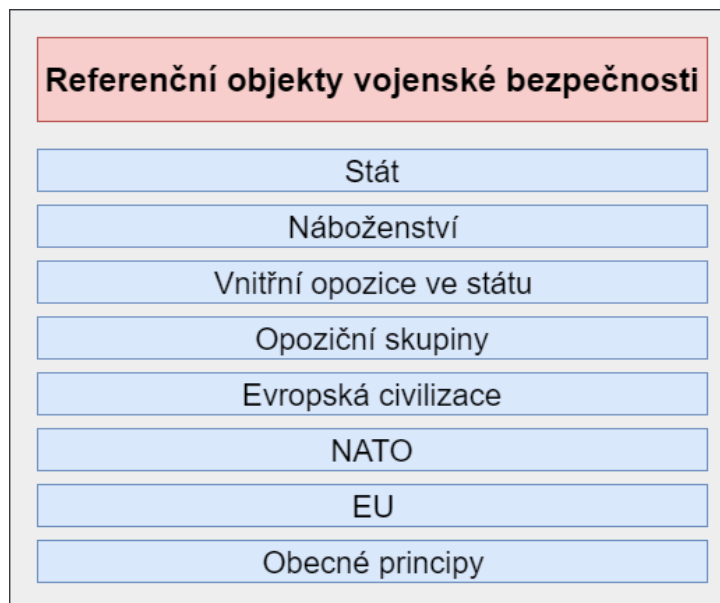 Referenční objekty vojenské bezpečnosti
Stát
Náboženství
Vnitřní opozice ve státu
Opoziční skupiny
Evropská civilizace
NATO
EU
Obecné principy